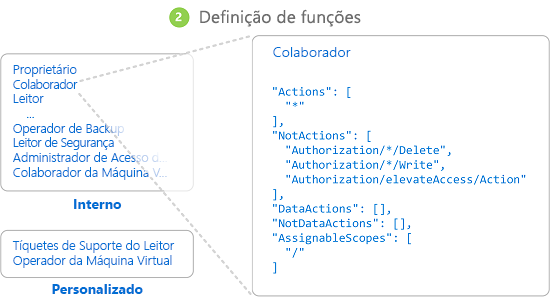 2 Definição de funções
Proprietário
Colaborador
Leitor
...
Operador de Backup
Leitor de Segurança
Administrador de Acesso d...
Colaborador da Máquina V...
Interno
Tíquetes de Suporte do Leitor
Operador da Máquina Virtual
Personalizado
Colaborador
"Actions": [
"*"
],
"NotActions": [
"Authorization/*/Delete",
"Authorization/*/Write",
"Authorization/elevateAccess/Action"
],
"DataActions": [],
"NotDataActions": [],
"AssignableScopes": [
"/"
]